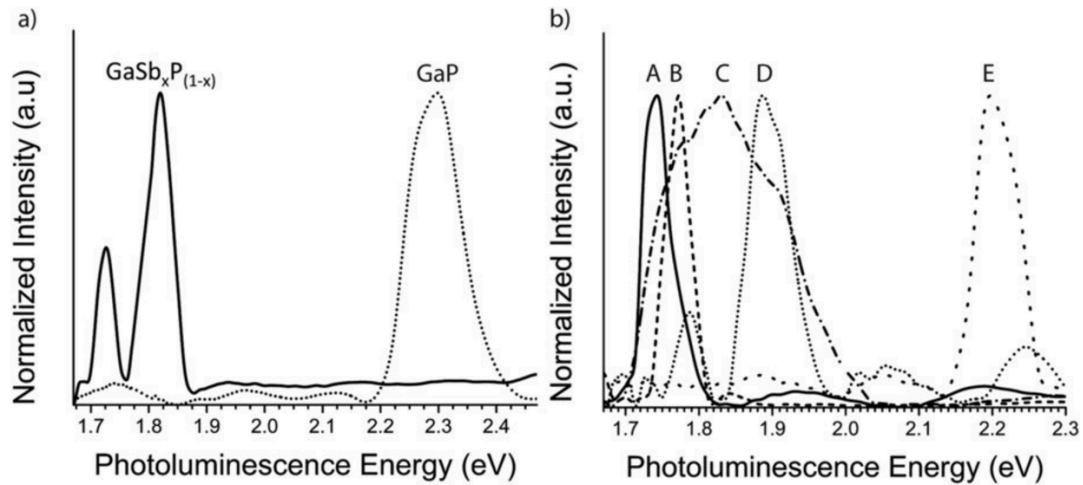 a)
GaSbₓP₍₁₋ₓ₎
GaP
Normalized Intensity (a.u)
1.7 1.8 1.9 2.0 2.1 2.2 2.3 2.4
Photoluminescence Energy (eV)
b)
A B C D E
Normalized Intensity (a.u.)
1.7 1.8 1.9 2.0 2.1 2.2 2.3
Photoluminescence Energy (eV)